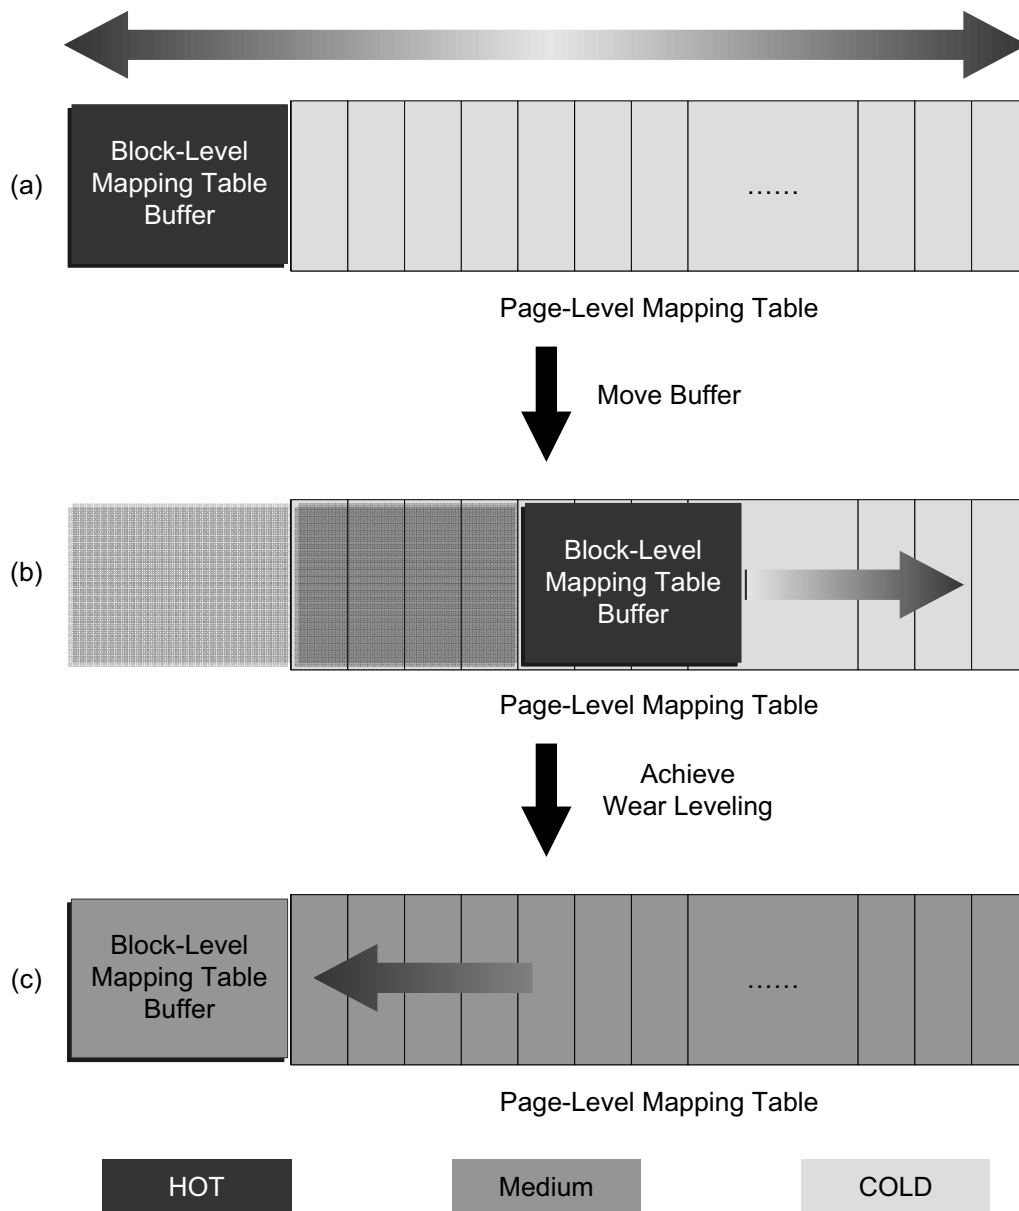 (a)
Block-Level
Mapping Table
Buffer
......
Page-Level Mapping Table
Move Buffer
(b)
Block-Level
Mapping Table
Buffer
Page-Level Mapping Table
Achieve
Wear Leveling
(c)
Block-Level
Mapping Table
Buffer
......
Page-Level Mapping Table
HOT
Medium
COLD